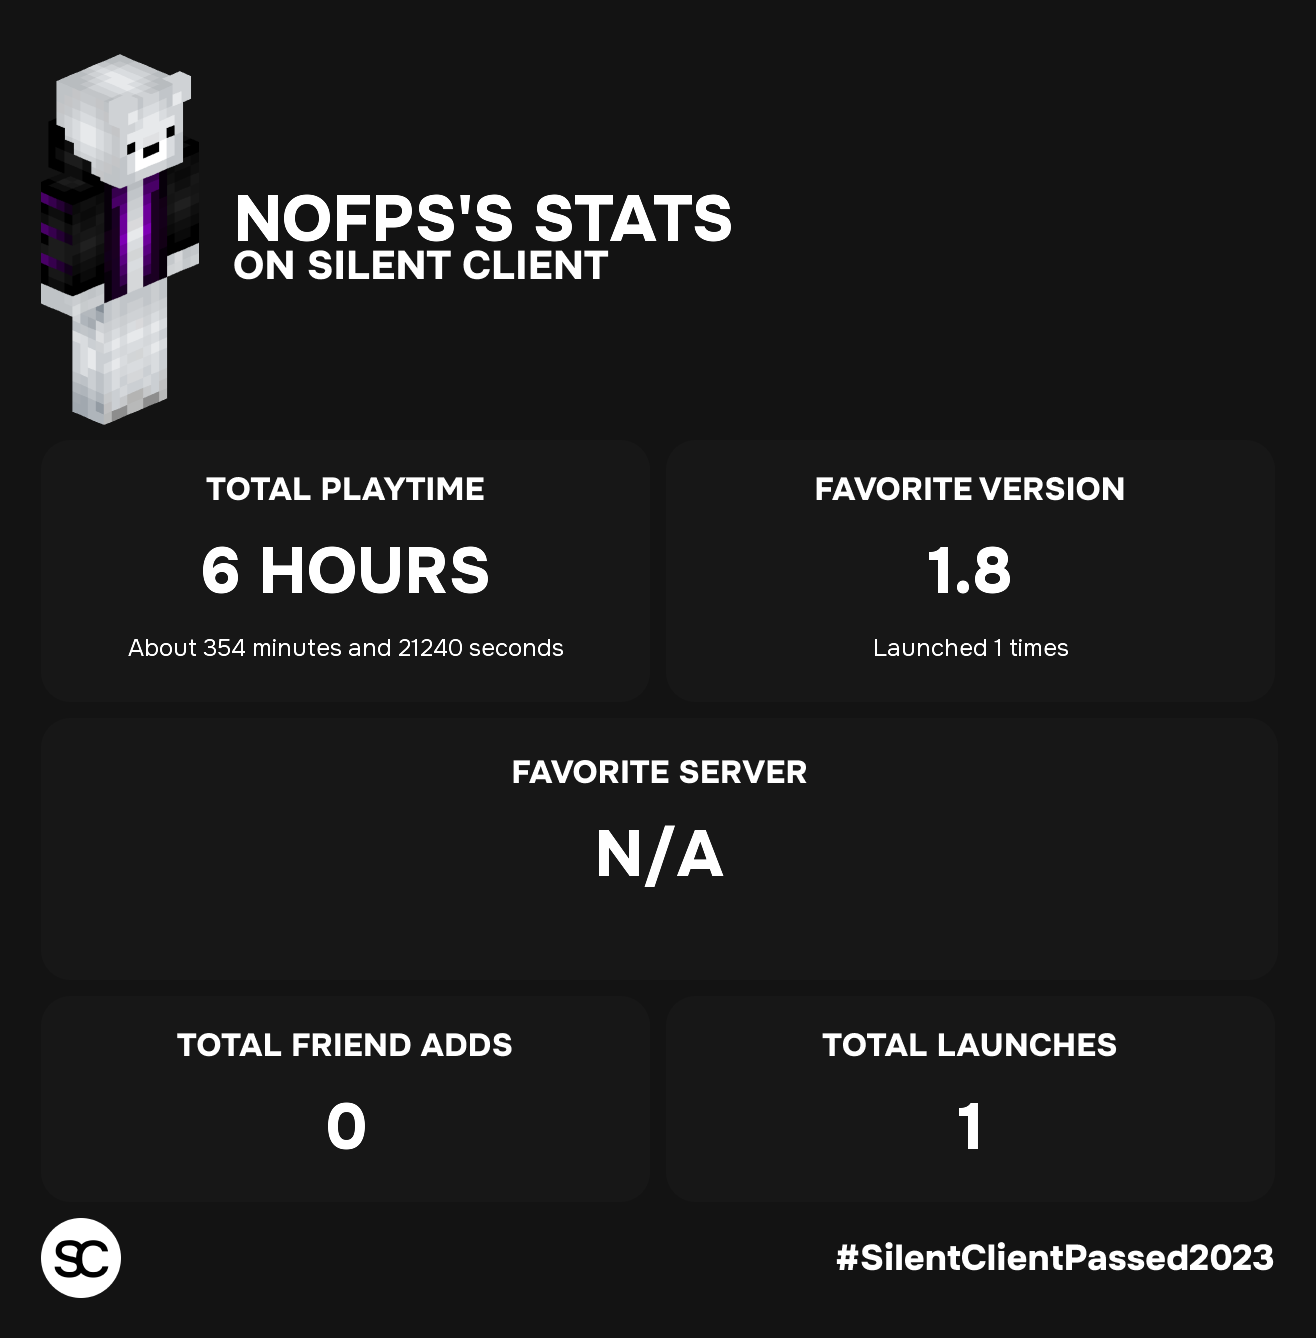 NOFPS'S STATS
ON SILENT CLIENT
TOTAL PLAYTIME
6 HOURS
About 354 minutes and 21240 seconds
FAVORITE VERSION
1.8
Launched 1 times
FAVORITE SERVER
N/A
TOTAL FRIEND ADDS
0
TOTAL LAUNCHES
1
SC
#SilentClientPassed2023